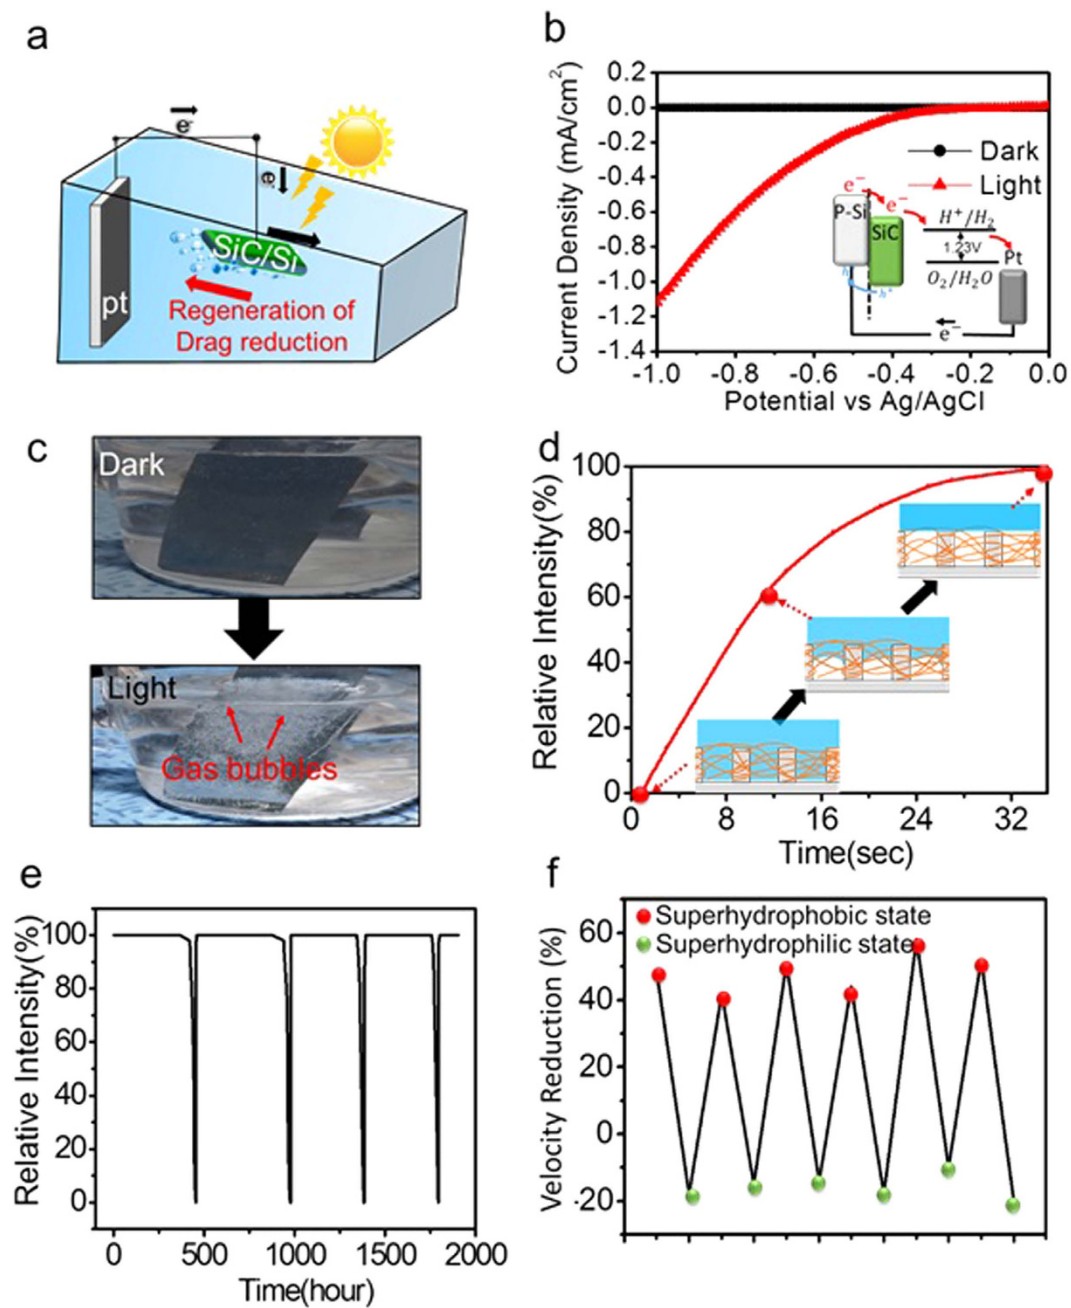 a
e⁻
e⁻
SiC/Si
pt
Regeneration of
Drag reduction
b
Current Density (mA/cm²)
0.2
0.0
-0.2
-0.4
-0.6
-0.8
-1.0
-1.2
-1.4
Dark
Light
e⁻
e⁻
P-Si
SiC
H⁺/H₂
1.23V
O₂/H₂O
Pt
h⁺
e⁻
-1.0 -0.8 -0.6 -0.4 -0.2 0.0
Potential vs Ag/AgCl
c
Dark
Light
Gas bubbles
d
Relative Intensity(%)
100
80
60
40
20
0
0 8 16 24 32
Time(sec)
e
Relative Intensity(%)
100
80
60
40
20
0
0 500 1000 1500 2000
Time(hour)
f
Velocity Reduction (%)
60
40
20
0
-20
Superhydrophobic state
Superhydrophilic state